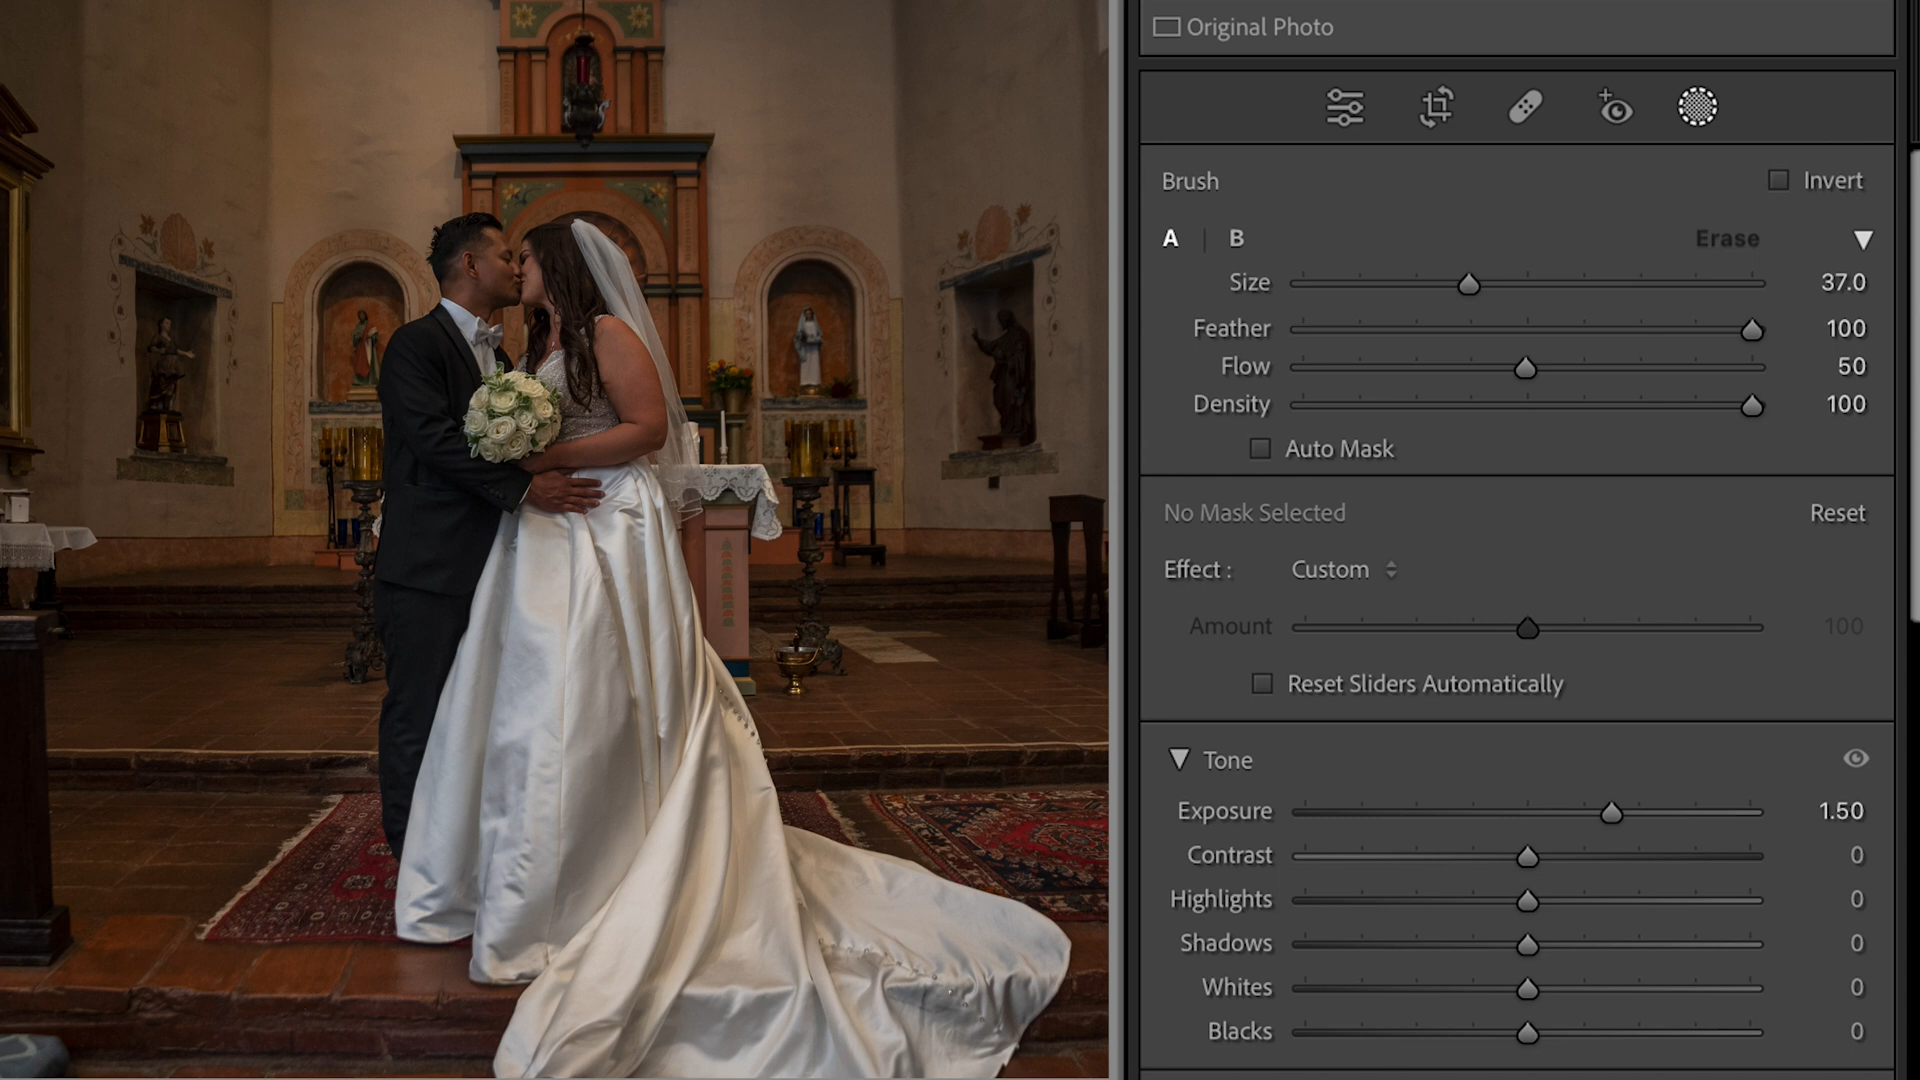 Original Photo
Brush Invert
A | B Erase
Size 37.0
Feather 100
Flow 50
Density 100
Auto Mask
No Mask Selected Reset
Effect : Custom
Amount 100
Reset Sliders Automatically
Tone
Exposure 1.50
Contrast 0
Highlights 0
Shadows 0
Whites 0
Blacks 0